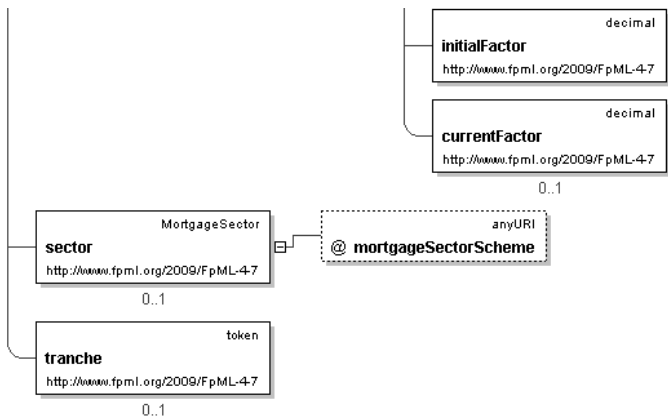 decimal
initialFactor
http://www.fpml.org/2009/FpML-4-7
decimal
currentFactor
http://www.fpml.org/2009/FpML-4-7
0..1
MortgageSector
sector
http://www.fpml.org/2009/FpML-4-7
0..1
anyURI
@ mortgageSectorScheme
token
tranche
http://www.fpml.org/2009/FpML-4-7
0..1